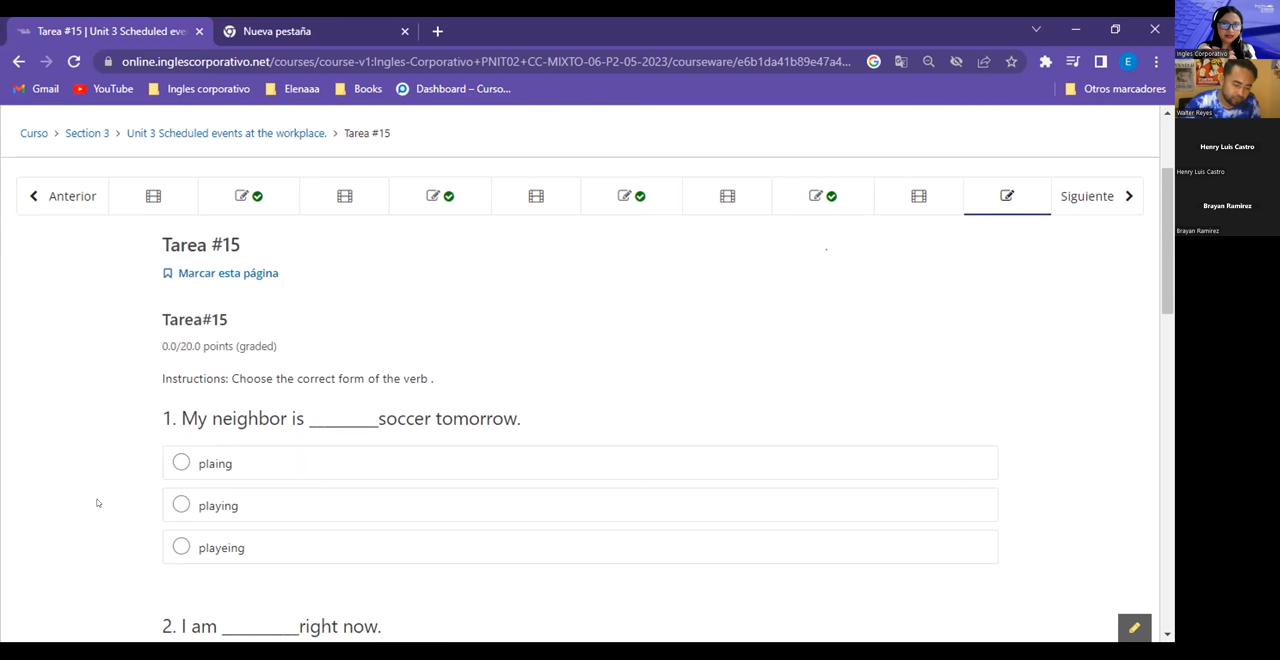 Tarea #15 | Unit 3 Scheduled eve
Nueva pestaña
online.inglescorporativo.net/courses/course-v1:Ingles-Corporativo+PNIT02+CC-MIXTO-06-P2-05-2023/courseware/e6b1da41b89e47a4...
E
Gmail
YouTube
Ingles corporativo
Elenaaa
Books
Dashboard – Curso...
Otros marcadores
Curso > Section 3 > Unit 3 Scheduled events at the workplace. > Tarea #15
Anterior
Siguiente
Tarea #15
Marcar esta página
Tarea#15
0.0/20.0 points (graded)
Instructions: Choose the correct form of the verb .
1. My neighbor is ________soccer tomorrow.
plaing
playing
playeing
2. I am _________right now.
Ingles Corporativo
Walter Reyes
Henry Luis Castro
Henry Luis Castro
Brayan Ramirez
Brayan Ramirez